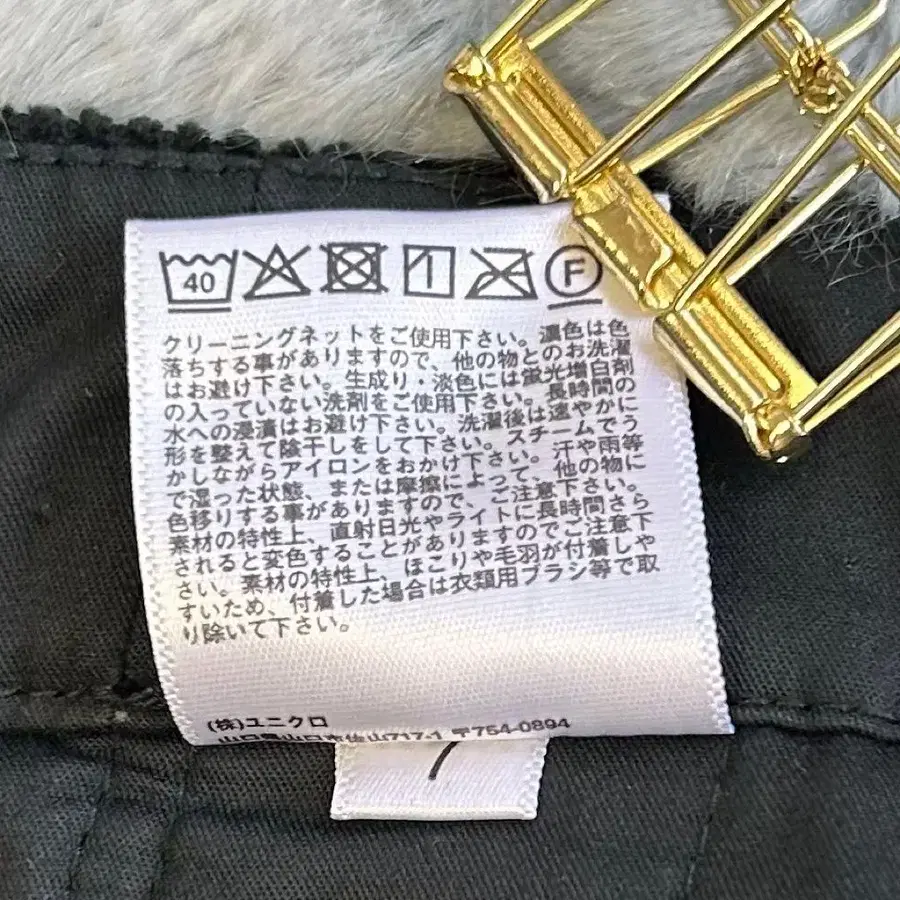 40 F
クリーニングネットをご使用下さい。濃色は色
落ちする事がありますので、他の物とのお洗濯
はお避け下さい。生成り・淡色には蛍光増白剤
の入っていない洗剤をご使用下さい。長時間の
水への浸漬はお避け下さい。洗濯後は速やかに
形を整えて陰干しをして下さい。スチームでう
かしながらアイロンをおかけ下さい。汗や雨等
で湿った状態、または摩擦によって、他の物に
色移りする事がありますので、ご注意下さい。
素材の特性上、直射日光やライトに長時間さら
されると変色することがありますのでご注意下
さい。素材の特性上、ほこりや毛羽が付着しや
すいため、付着した場合は衣類用ブラシ等で取
り除いて下さい。
(株)ユニクロ
山口県山口市佐山717-1 〒754-0894